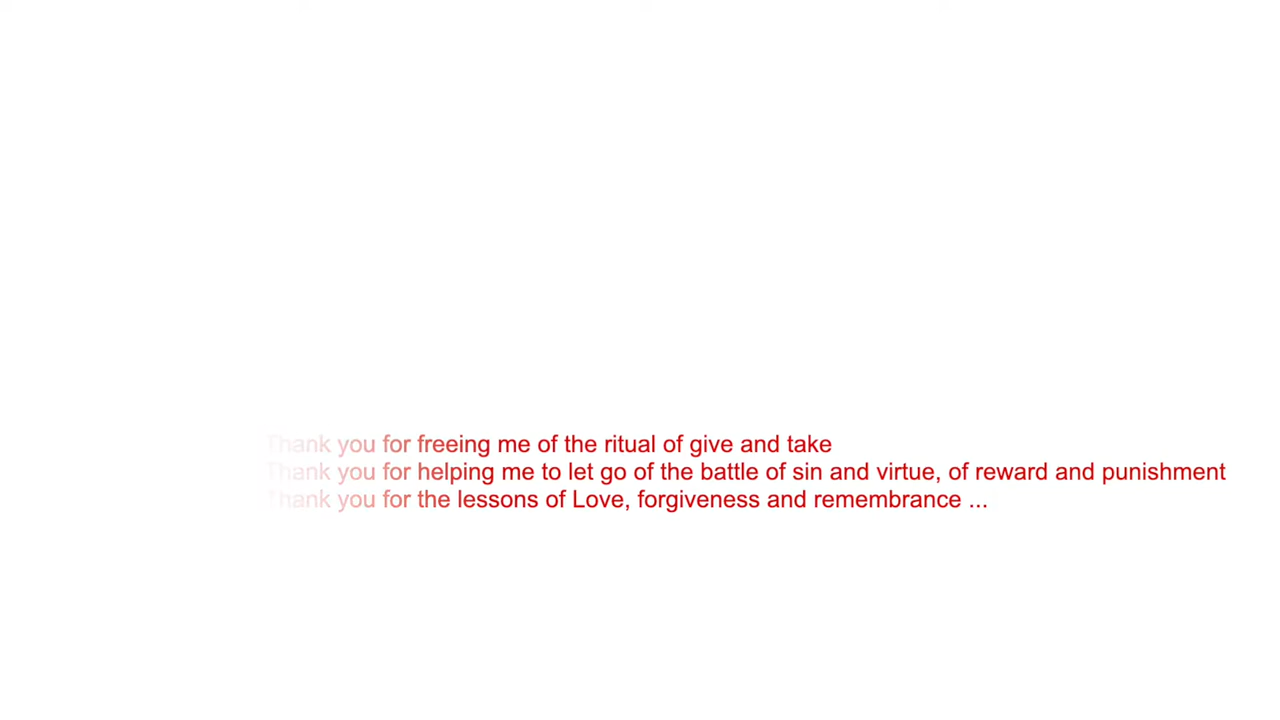 Thank you for freeing me of the ritual of give and take
Thank you for helping me to let go of the battle of sin and virtue, of reward and punishment
Thank you for the lessons of Love, forgiveness and remembrance ...